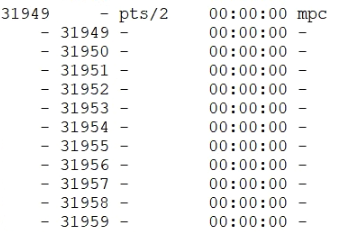 31949 - pts/2 00:00:00 mpc
- 31949 - 00:00:00 -
- 31950 - 00:00:00 -
- 31951 - 00:00:00 -
- 31952 - 00:00:00 -
- 31953 - 00:00:00 -
- 31954 - 00:00:00 -
- 31955 - 00:00:00 -
- 31956 - 00:00:00 -
- 31957 - 00:00:00 -
- 31958 - 00:00:00 -
- 31959 - 00:00:00 -